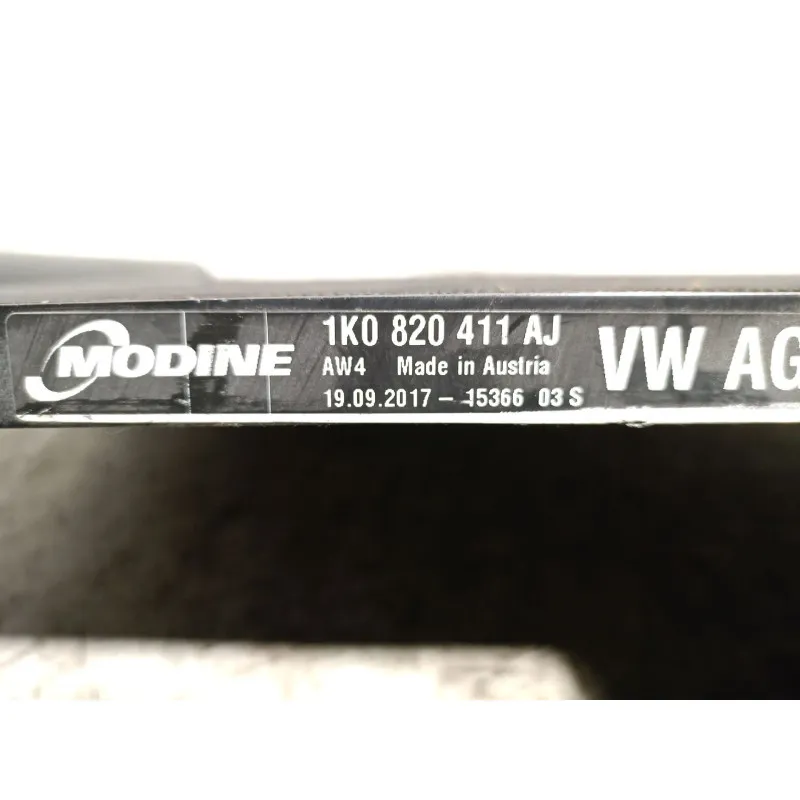 MODINE
1K0 820 411 AJ
AW4 Made in Austria
19.09.2017 – 15366 03 S
VW AG